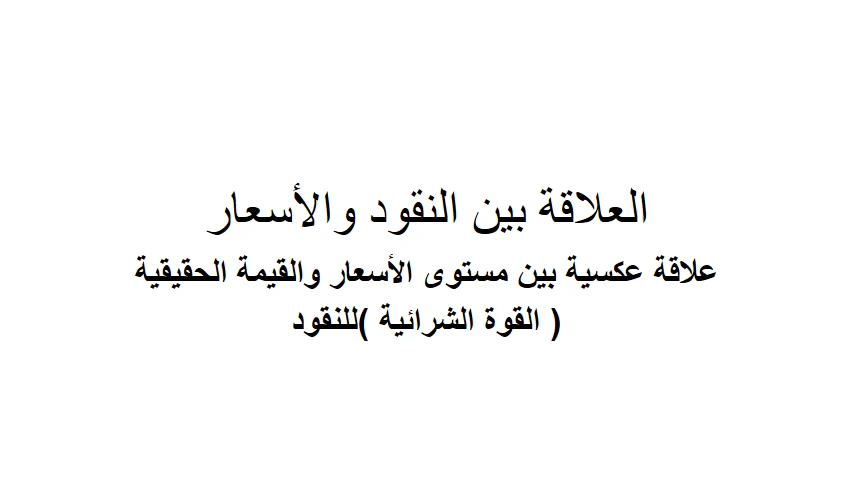 العلاقة بين النقود والأسعار
علاقة عكسية بين مستوى الأسعار والقيمة الحقيقية
( القوة الشرائية )للنقود